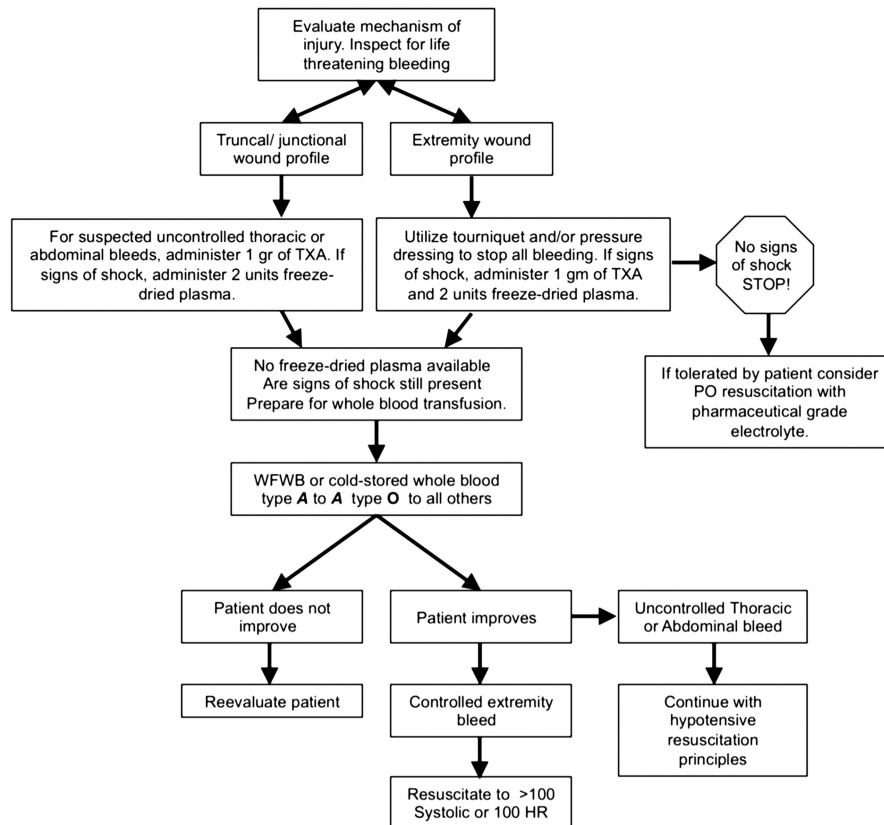 Evaluate mechanism of
injury. Inspect for life
threatening bleeding
Truncal/ junctional
wound profile
Extremity wound
profile
For suspected uncontrolled thoracic or
abdominal bleeds, administer 1 gr of TXA. If
signs of shock, administer 2 units freeze-
dried plasma.
Utilize tourniquet and/or pressure
dressing to stop all bleeding. If signs
of shock, administer 1 gm of TXA
and 2 units freeze-dried plasma.
No signs
of shock
STOP!
If tolerated by patient consider
PO resuscitation with
pharmaceutical grade
electrolyte.
No freeze-dried plasma available
Are signs of shock still present
Prepare for whole blood transfusion.
WFWB or cold-stored whole blood
type A to A type O to all others
Patient does not
improve
Reevaluate patient
Patient improves
Controlled extremity
bleed
Resuscitate to >100
Systolic or 100 HR
Uncontrolled Thoracic
or Abdominal bleed
Continue with
hypotensive
resuscitation
principles